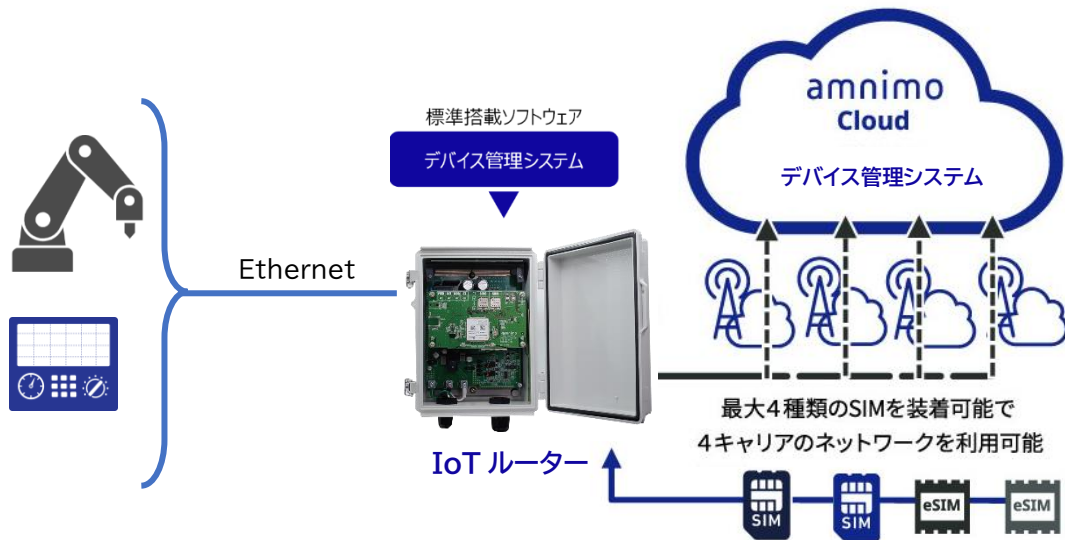 amnimo
Cloud
デバイス管理システム
標準搭載ソフトウェア
デバイス管理システム
Ethernet
IoT ルーター
最大4種類のSIMを装着可能で
4キャリアのネットワークを利用可能
SIM
SIM
eSIM
eSIM